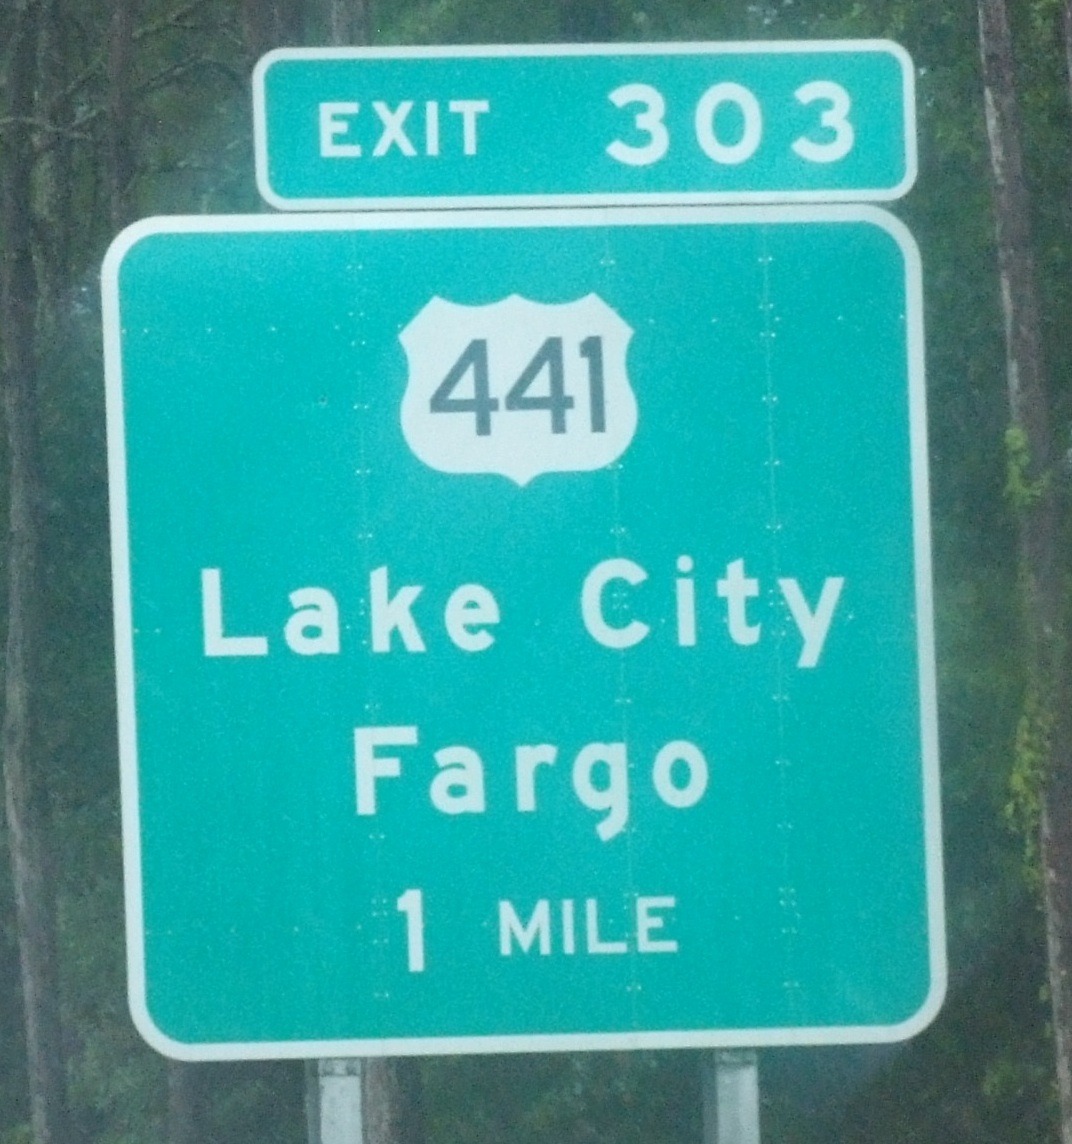 EXIT 303
441
Lake City
Fargo
1 MILE